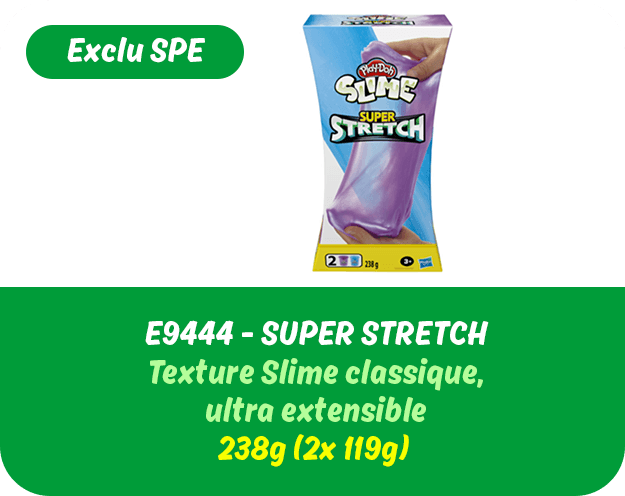 Exclu SPE
Play-Doh
SLIME
SUPER
STRETCH
2
238 g
3+
Hasbro
E9444 - SUPER STRETCH
Texture Slime classique,
ultra extensible
238g (2x 119g)